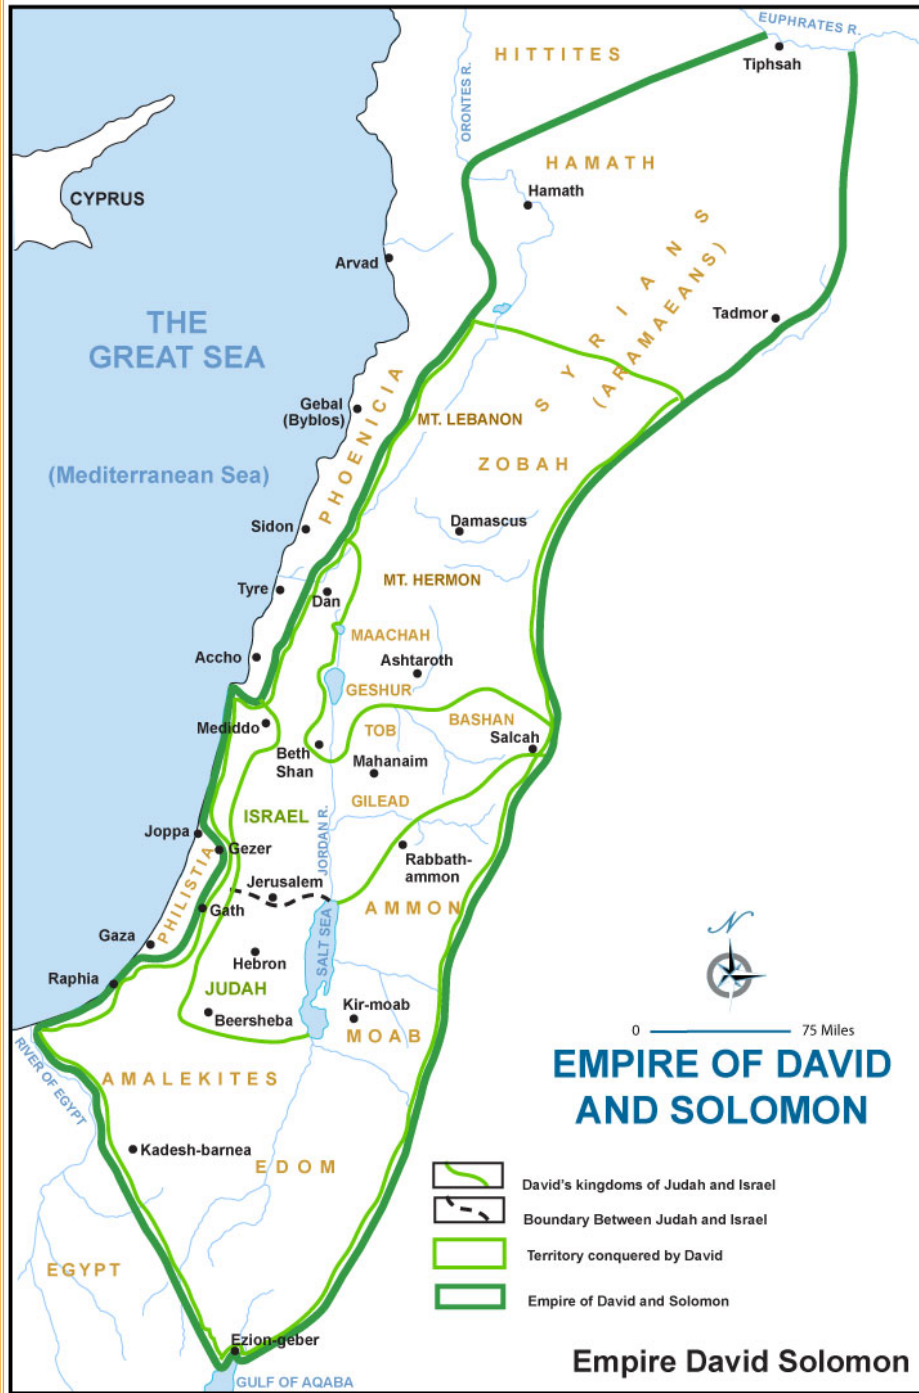 EUPHRATES R.
HITTITES
Tiphsah
ORONTES R.
HAMATH
Hamath
CYPRUS
Arvad
SYRIANS
(ARAMAEANS)
Tadmor
THE
GREAT SEA
Gebal
(Byblos)
PHOENICIA
MT. LEBANON
ZOBAH
(Mediterranean Sea)
Sidon
Damascus
MT. HERMON
Tyre
Dan
MAACHAH
Accho
Ashtaroth
GESHUR
Mediddo
TOB
BASHAN
Salcah
Beth
Shan
Mahanaim
GILEAD
ISRAEL
JORDAN R.
Joppa
Gezer
Rabbath-
ammon
Jerusalem
PHILISTIA
Gath
AMMON
Gaza
Hebron
SALT SEA
Raphia
JUDAH
Beersheba
Kir-moab
MOAB
N
0 75 Miles
RIVER OF EGYPT
AMALEKITES
EMPIRE OF DAVID
AND SOLOMON
Kadesh-barnea
EDOM
David's kingdoms of Judah and Israel
Boundary Between Judah and Israel
Territory conquered by David
EGYPT
Empire of David and Solomon
Ezion-geber
GULF OF AQABA
Empire David Solomon